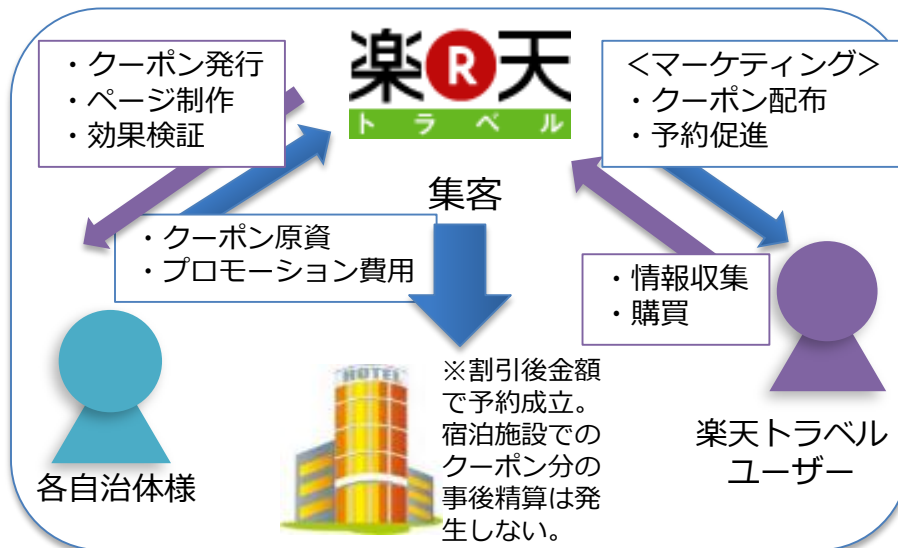 ・クーポン発行
・ページ制作
・効果検証
楽R天
トラベル
＜マーケティング＞
・クーポン配布
・予約促進
集客
・クーポン原資
・プロモーション費用
・情報収集
・購買
HOTEL
※割引後金額
で予約成立。
宿泊施設での
クーポン分の
事後精算は発
生しない。
各自治体様
楽天トラベル
ユーザー